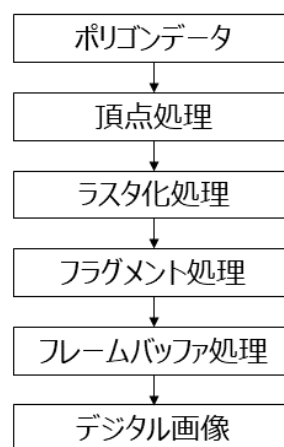 ポリゴンデータ
頂点処理
ラスタ化処理
フラグメント処理
フレームバッファ処理
デジタル画像